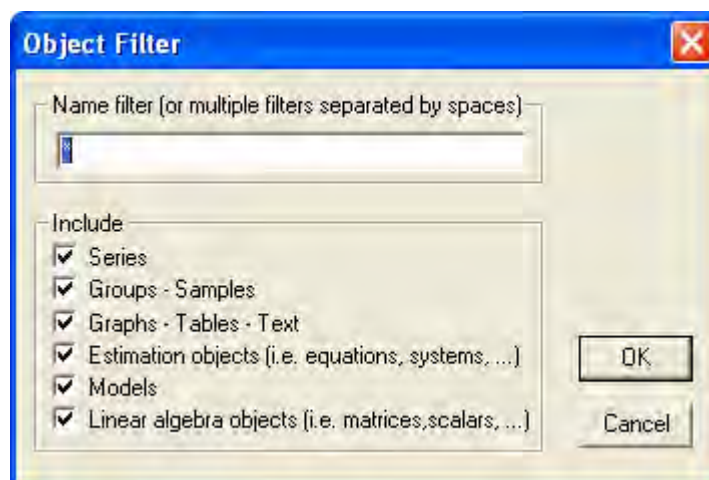 Object Filter
Name filter (or multiple filters separated by spaces)
*
Include
Series
Groups - Samples
Graphs - Tables - Text
Estimation objects (i.e. equations, systems, ...)
Models
Linear algebra objects (i.e. matrices,scalars, ...)
OK
Cancel